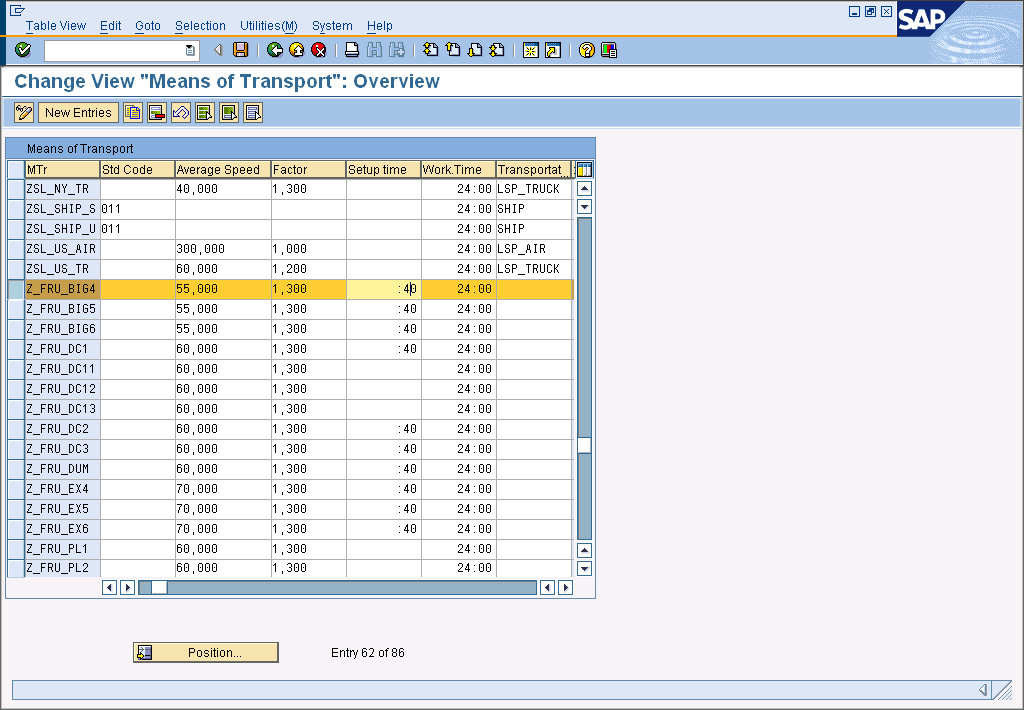 Table View Edit Goto Selection Utilities(M) System Help
SAP
Change View "Means of Transport": Overview
New Entries
Means of Transport
MTr Std Code Average Speed Factor Setup time Work.Time Transportat...
ZSL_NY_TR 40,000 1,300 24:00 LSP_TRUCK
ZSL_SHIP_S 011 24:00 SHIP
ZSL_SHIP_U 011 24:00 SHIP
ZSL_US_AIR 300,000 1,000 24:00 LSP_AIR
ZSL_US_TR 60,000 1,200 24:00 LSP_TRUCK
Z_FRU_BIG4 55,000 1,300 :40 24:00
Z_FRU_BIG5 55,000 1,300 :40 24:00
Z_FRU_BIG6 55,000 1,300 :40 24:00
Z_FRU_DC1 60,000 1,300 :40 24:00
Z_FRU_DC11 60,000 1,300 24:00
Z_FRU_DC12 60,000 1,300 24:00
Z_FRU_DC13 60,000 1,300 24:00
Z_FRU_DC2 60,000 1,300 :40 24:00
Z_FRU_DC3 60,000 1,300 :40 24:00
Z_FRU_DUM 60,000 1,300 :40 24:00
Z_FRU_EX4 70,000 1,300 :40 24:00
Z_FRU_EX5 70,000 1,300 :40 24:00
Z_FRU_EX6 70,000 1,300 :40 24:00
Z_FRU_PL1 60,000 1,300 24:00
Z_FRU_PL2 60,000 1,300 24:00
Position... Entry 62 of 86